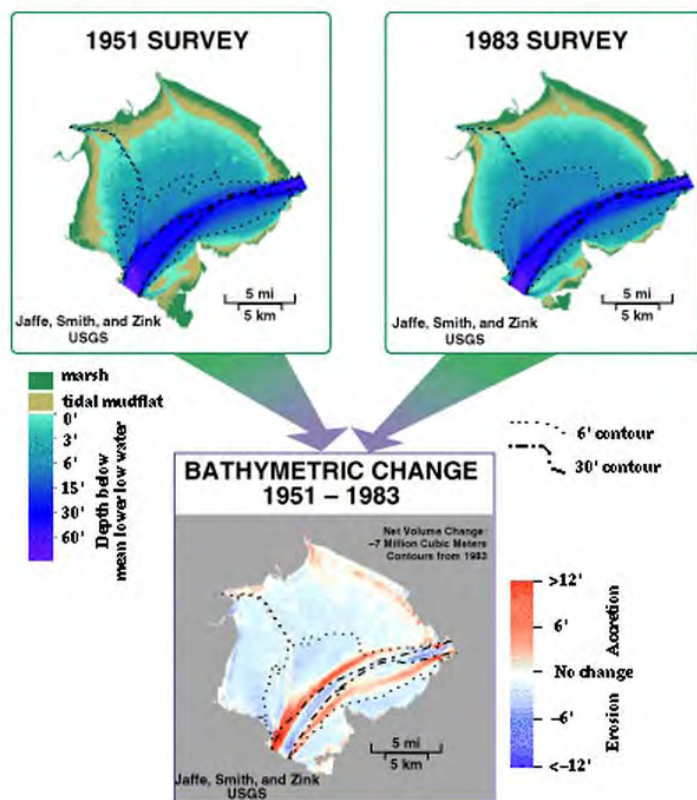 1951 SURVEY
5 mi
5 km
Jaffe, Smith, and Zink
USGS
1983 SURVEY
5 mi
5 km
Jaffe, Smith, and Zink
USGS
marsh
tidal mudflat
0'
3'
6'
15'
30'
60'
Depth below
mean lower low water
6' contour
30' contour
BATHYMETRIC CHANGE
1951 – 1983
Net Volume Change:
–7 Million Cubic Meters
Contours from 1983
5 mi
5 km
Jaffe, Smith, and Zink
USGS
>12'
6'
No change
–6'
<–12'
Accretion
Erosion